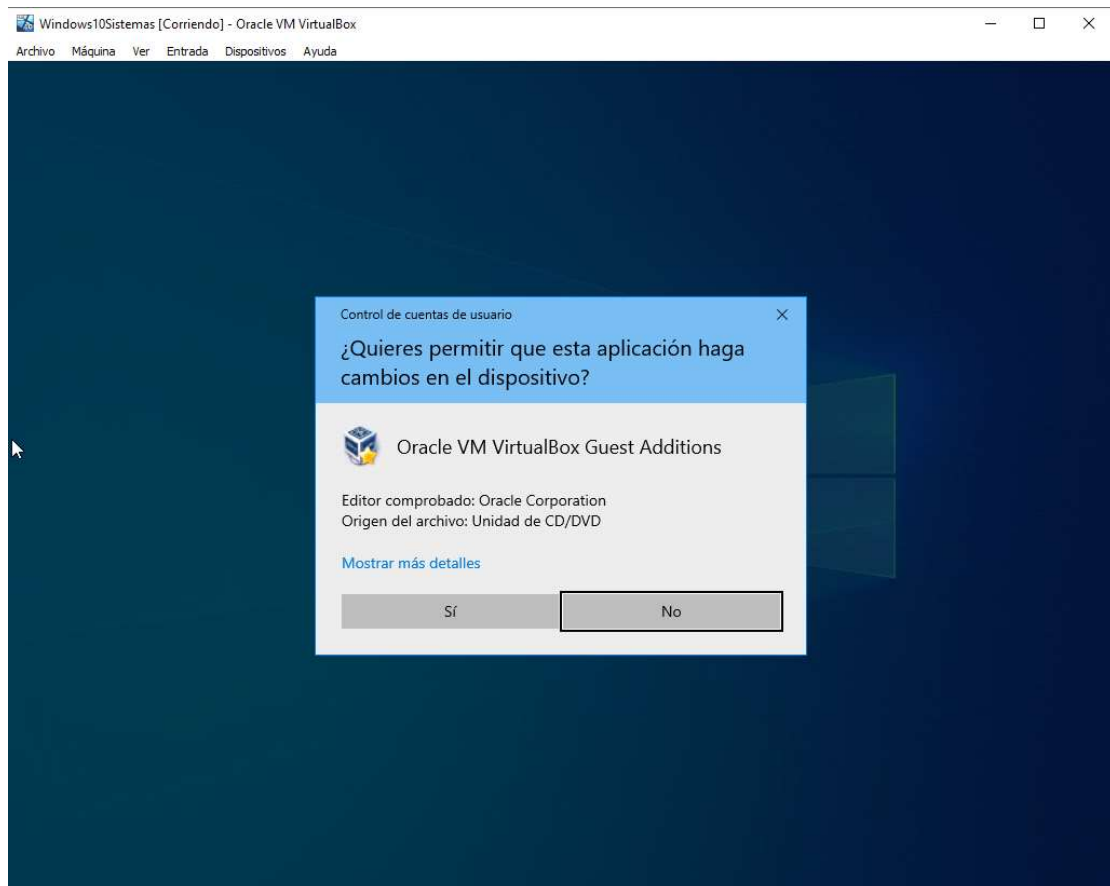 Windows10Sistemas [Corriendo] - Oracle VM VirtualBox
Archivo Máquina Ver Entrada Dispositivos Ayuda
Control de cuentas de usuario
¿Quieres permitir que esta aplicación haga
cambios en el dispositivo?
Oracle VM VirtualBox Guest Additions
Editor comprobado: Oracle Corporation
Origen del archivo: Unidad de CD/DVD
Mostrar más detalles
Sí No